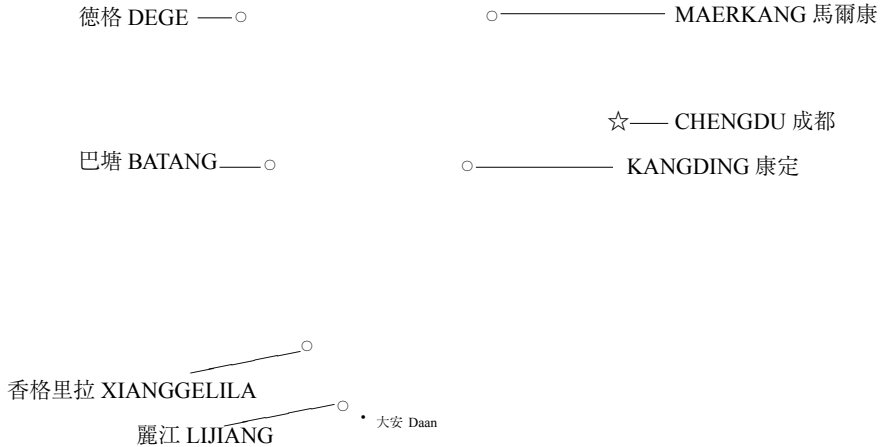 德格 DEGE
MAERKANG 馬爾康
CHENGDU 成都
巴塘 BATANG
KANGDING 康定
香格里拉 XIANGGELILA
大安 Daan
麗江 LIJIANG